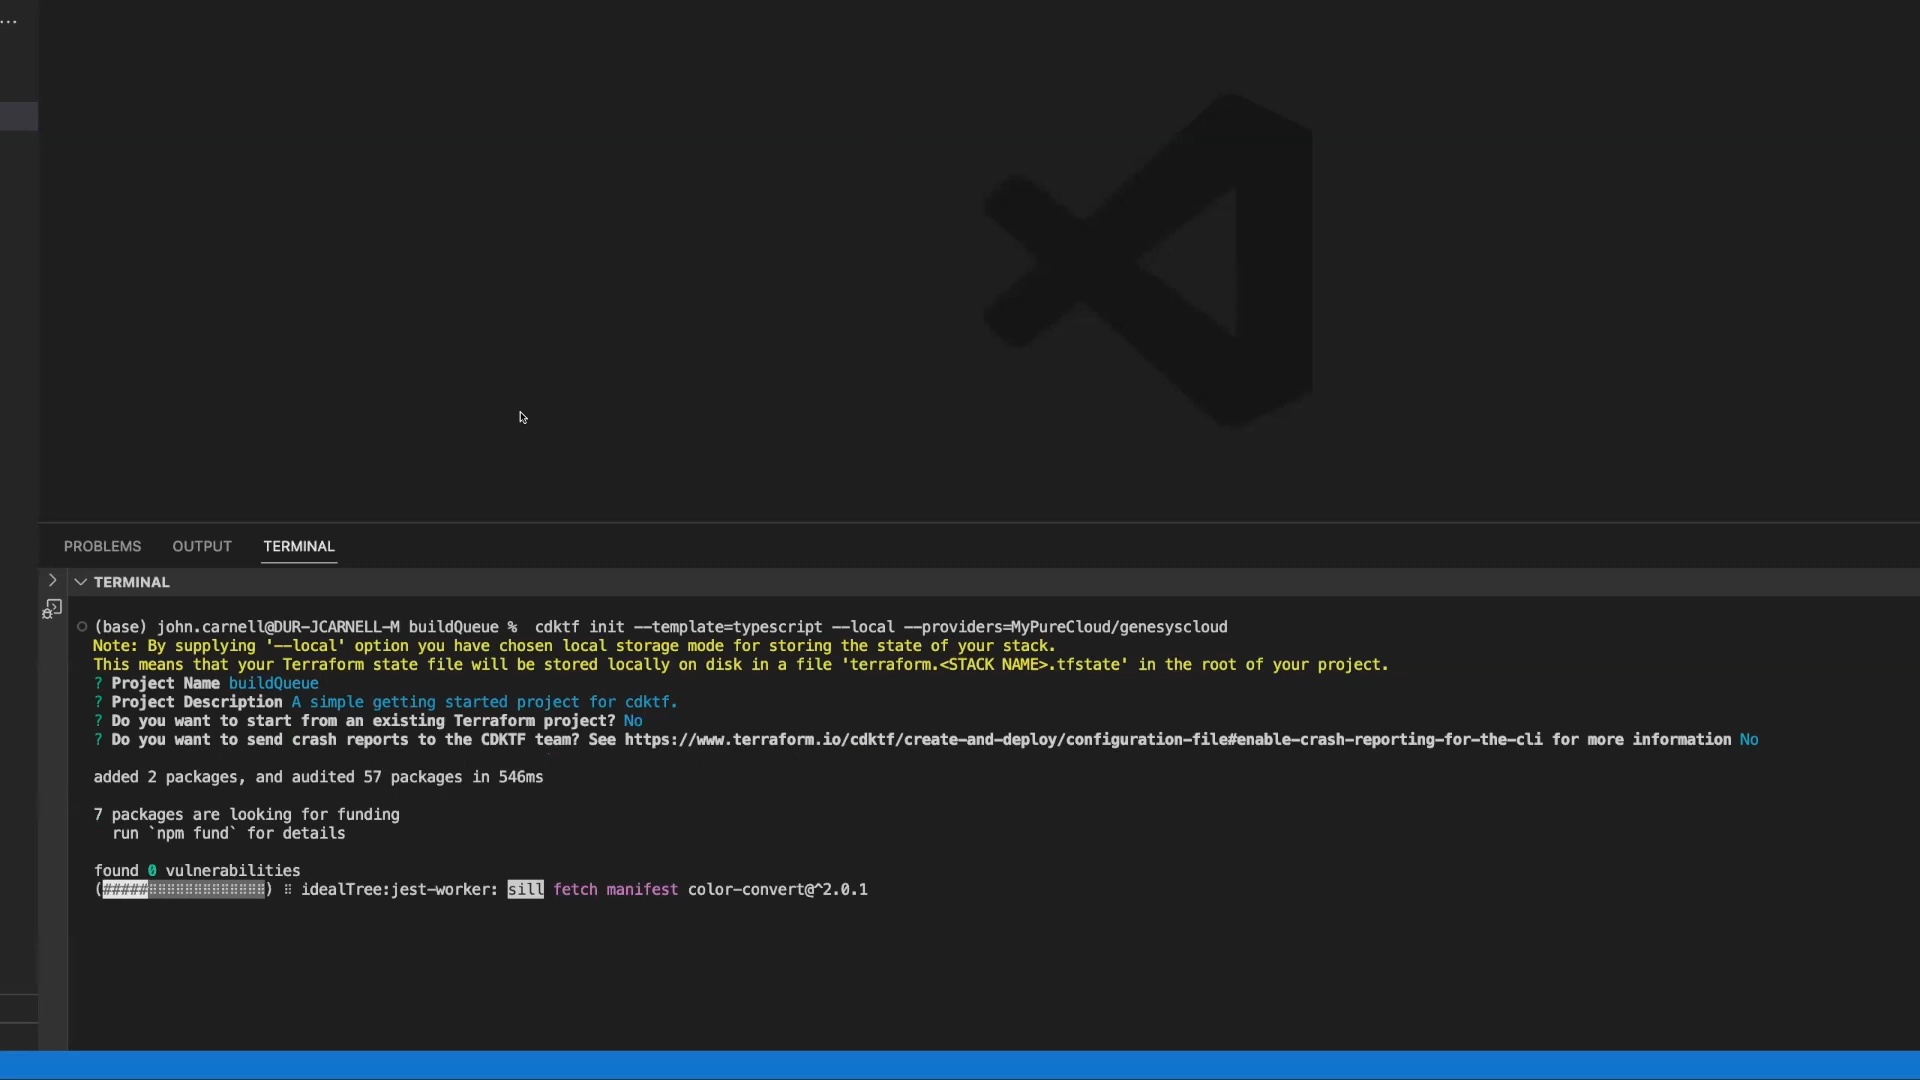 ...
PROBLEMS OUTPUT TERMINAL
TERMINAL
(base) john.carnell@DUR-JCARNELL-M buildQueue % cdktf init --template=typescript --local --providers=MyPureCloud/genesyscloud
Note: By supplying '--local' option you have chosen local storage mode for storing the state of your stack.
This means that your Terraform state file will be stored locally on disk in a file 'terraform.<STACK NAME>.tfstate' in the root of your project.
? Project Name buildQueue
? Project Description A simple getting started project for cdktf.
? Do you want to start from an existing Terraform project? No
? Do you want to send crash reports to the CDKTF team? See https://www.terraform.io/cdktf/create-and-deploy/configuration-file#enable-crash-reporting-for-the-cli for more information No
added 2 packages, and audited 57 packages in 546ms
7 packages are looking for funding
run `npm fund` for details
found 0 vulnerabilities
(#####⠿⠿⠿⠿⠿⠿⠿⠿⠿⠿⠿⠿⠿) ⠿ idealTree:jest-worker: sill fetch manifest color-convert@^2.0.1